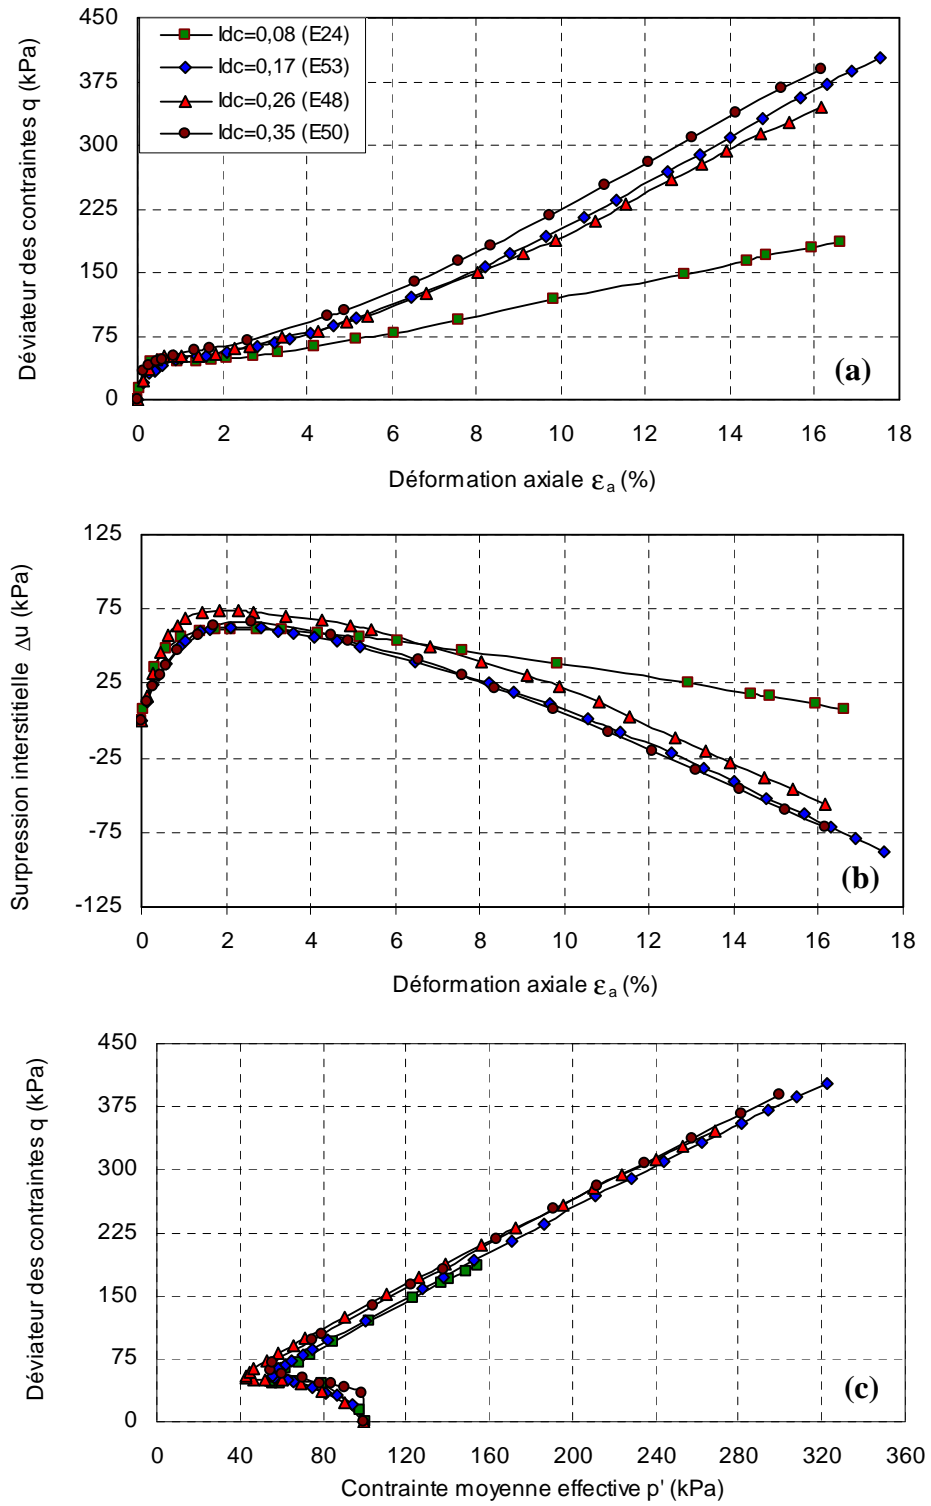 Idc=0,08 (E24)
Idc=0,17 (E53)
Idc=0,26 (E48)
Idc=0,35 (E50)
Déviateur des contraintes q (kPa)
450
375
300
225
150
75
0
(a)
0 2 4 6 8 10 12 14 16 18
Déformation axiale εa (%)
Surpression interstitielle Δu (kPa)
125
75
25
-25
-75
-125
(b)
0 2 4 6 8 10 12 14 16 18
Déformation axiale εa (%)
Déviateur des contraintes q (kPa)
450
375
300
225
150
75
0
(c)
0 40 80 120 160 200 240 280 320 360
Contrainte moyenne effective p' (kPa)